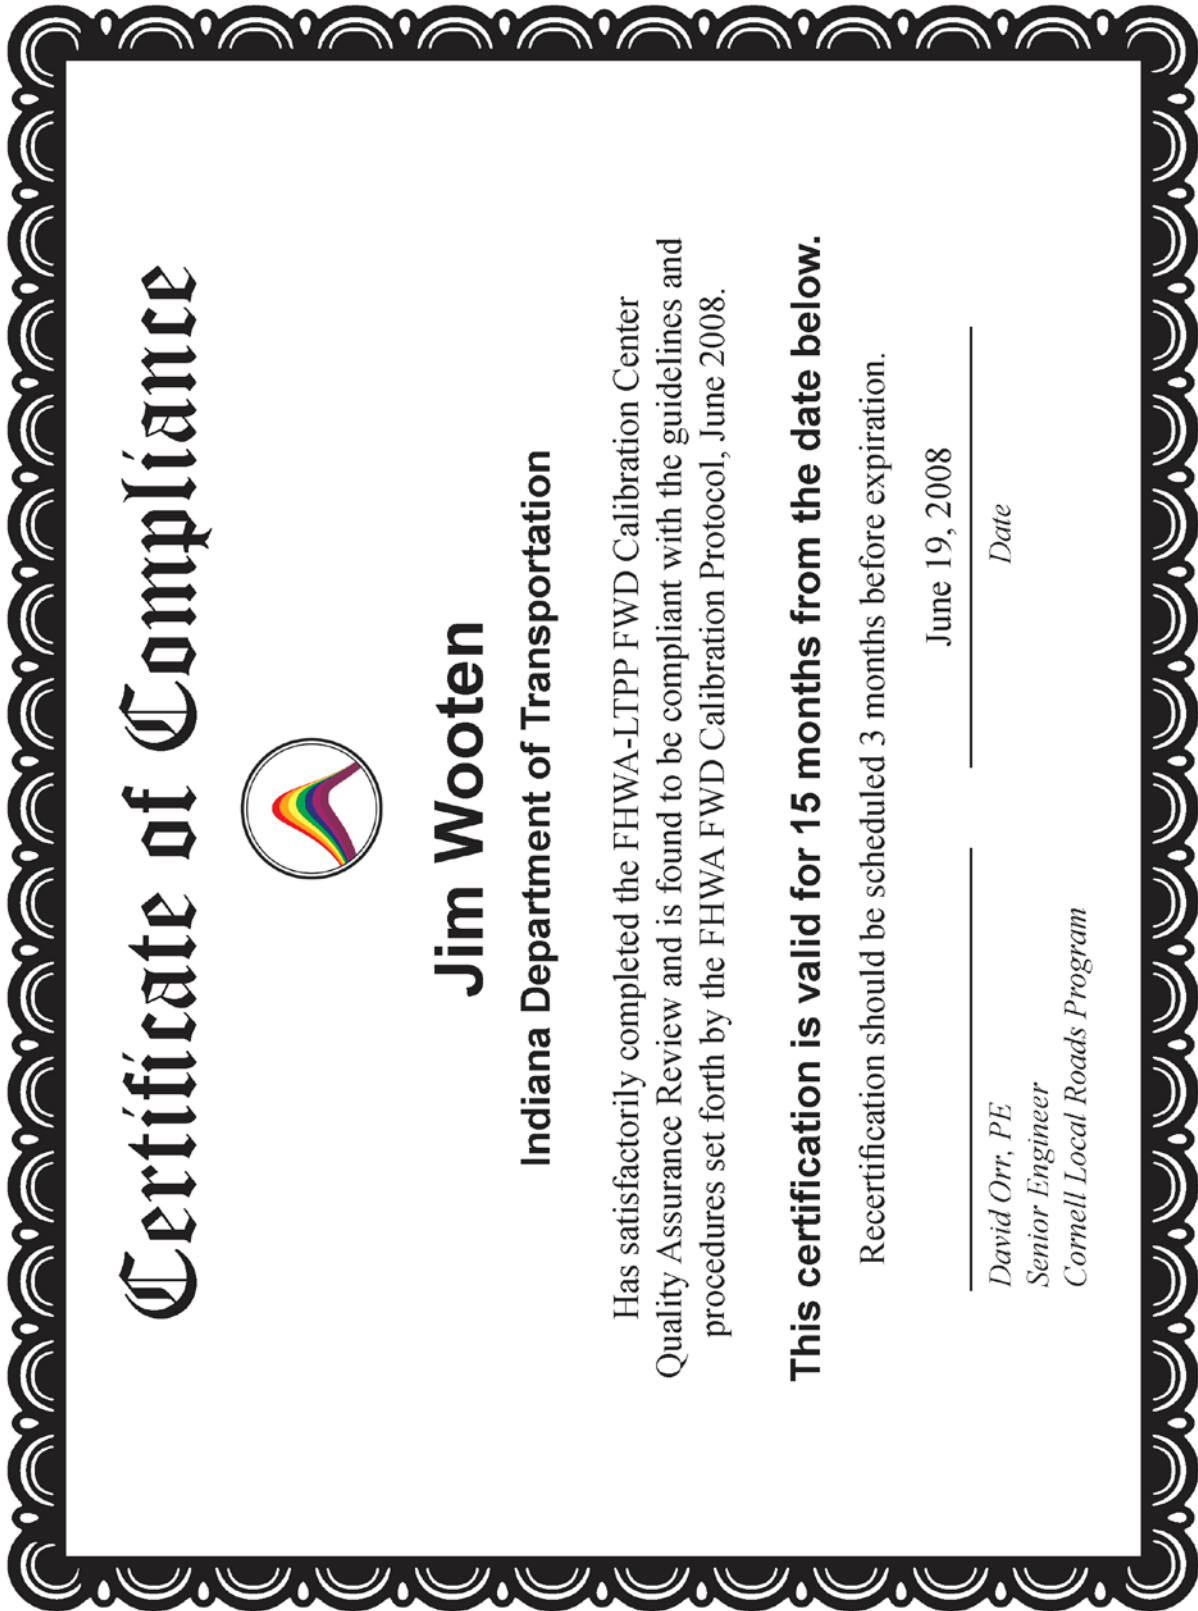 Certificate of Compliance
Jim Wooten
Indiana Department of Transportation
Has satisfactorily completed the FHWA-LTPP FWD Calibration Center
Quality Assurance Review and is found to be compliant with the guidelines and
procedures set forth by the FHWA FWD Calibration Protocol, June 2008.
This certification is valid for 15 months from the date below.
Recertification should be scheduled 3 months before expiration.
June 19, 2008
David Orr, PE
Senior Engineer
Cornell Local Roads Program
Date